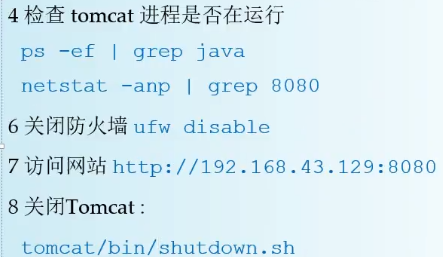 4 检查 tomcat 进程是否在运行
ps -ef | grep java
netstat -anp | grep 8080
6 关闭防火墙 ufw disable
7 访问网站 http://192.168.43.129:8080
8 关闭Tomcat :
tomcat/bin/shutdown.sh